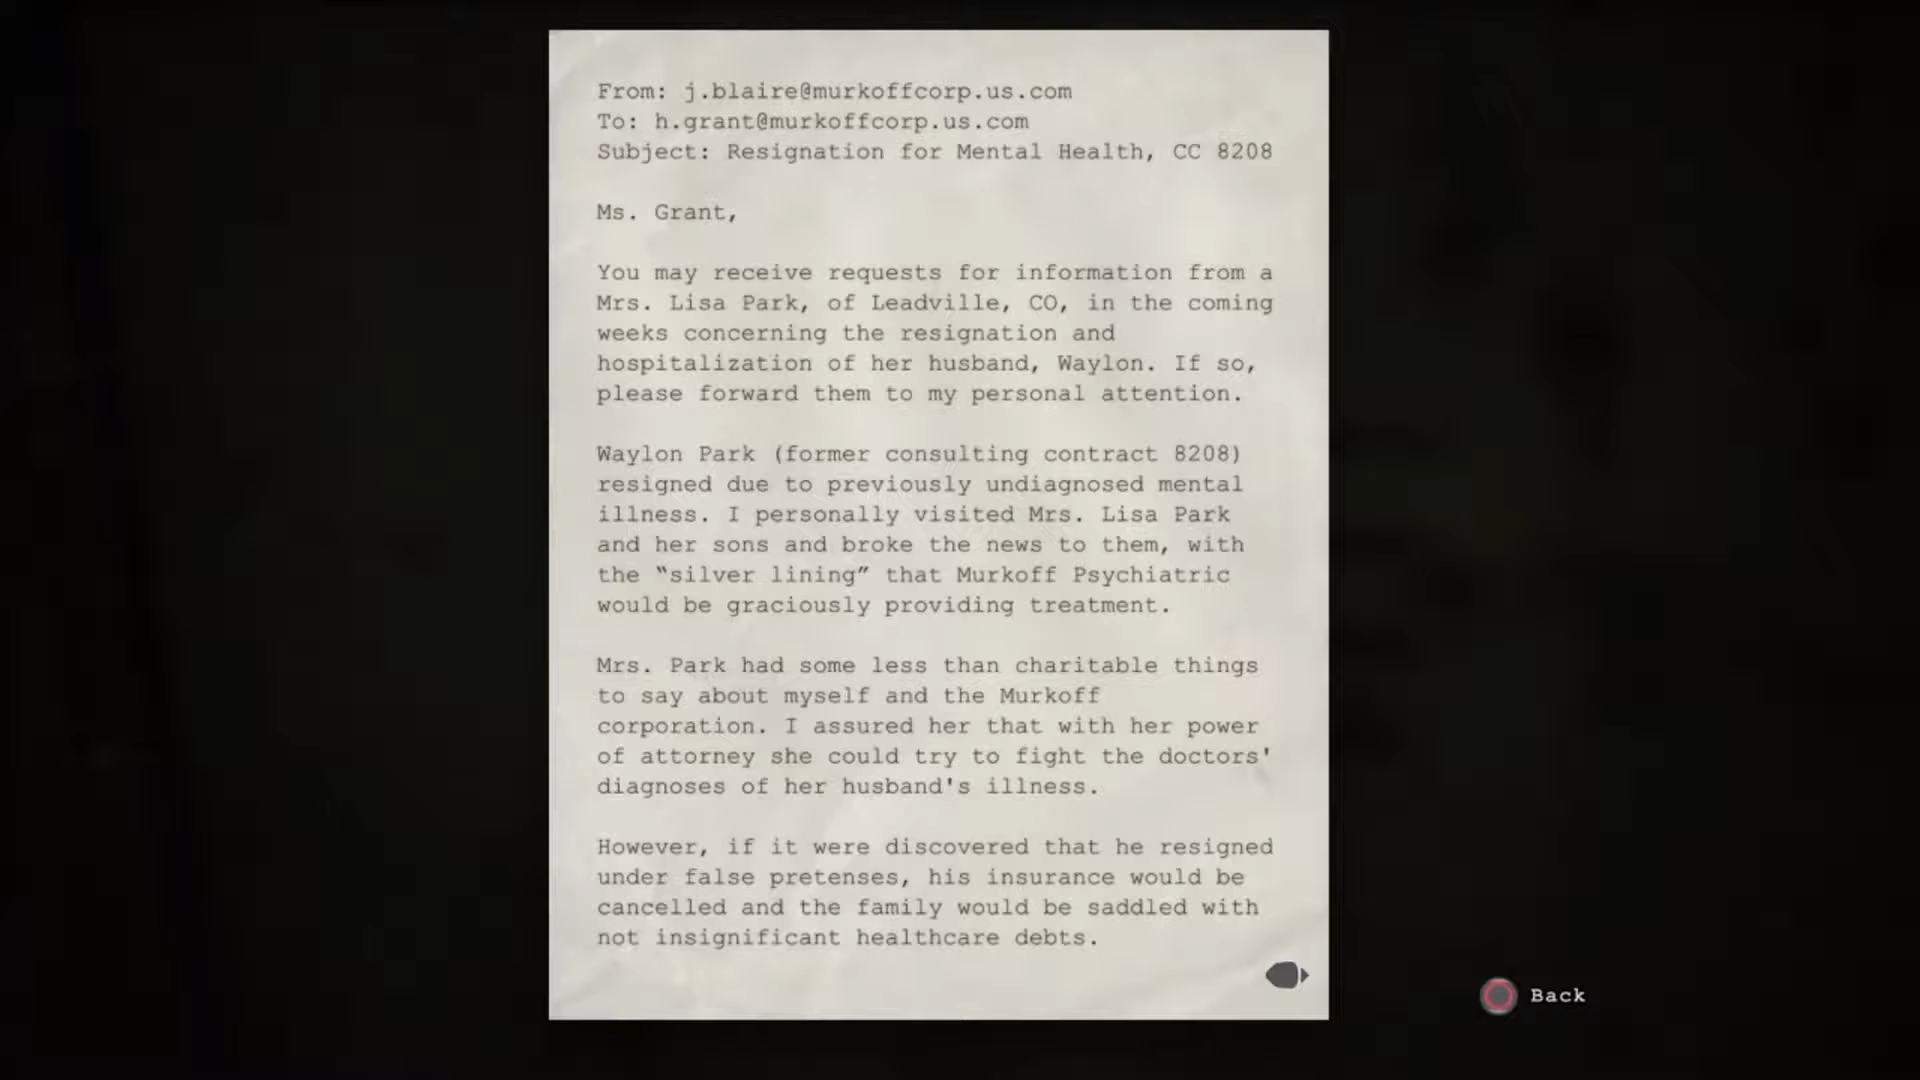 From: j.blaire@murkoffcorp.us.com
To: h.grant@murkoffcorp.us.com
Subject: Resignation for Mental Health, CC 8208
Ms. Grant,
You may receive requests for information from a
Mrs. Lisa Park, of Leadville, CO, in the coming
weeks concerning the resignation and
hospitalization of her husband, Waylon. If so,
please forward them to my personal attention.
Waylon Park (former consulting contract 8208)
resigned due to previously undiagnosed mental
illness. I personally visited Mrs. Lisa Park
and her sons and broke the news to them, with
the “silver lining” that Murkoff Psychiatric
would be graciously providing treatment.
Mrs. Park had some less than charitable things
to say about myself and the Murkoff
corporation. I assured her that with her power
of attorney she could try to fight the doctors'
diagnoses of her husband's illness.
However, if it were discovered that he resigned
under false pretenses, his insurance would be
cancelled and the family would be saddled with
not insignificant healthcare debts.
Back